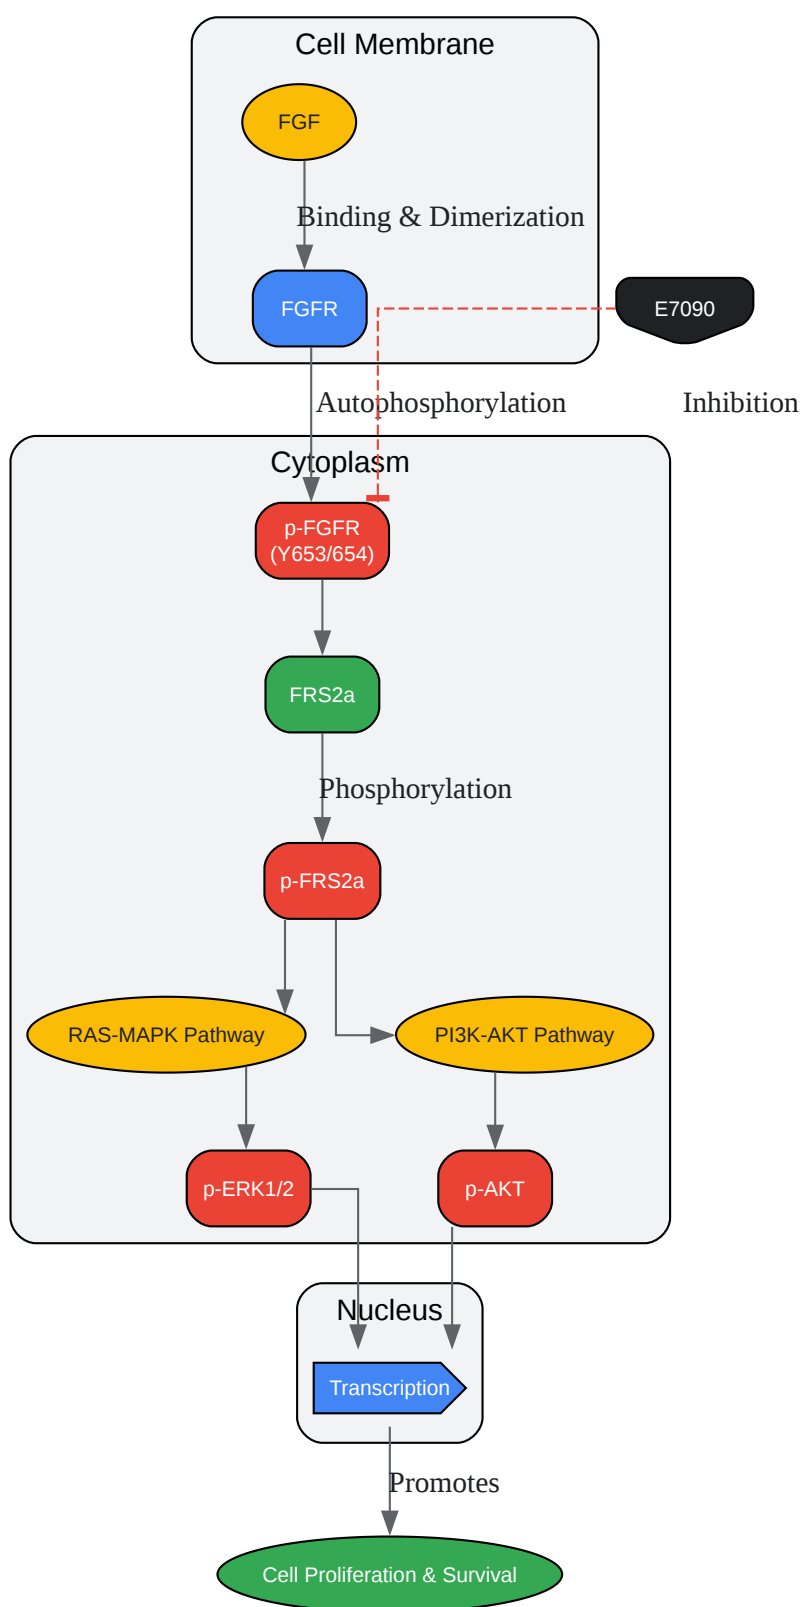 Cell Membrane
FGF
Binding & Dimerization
FGFR
E7090
Autophosphorylation
Inhibition
Cytoplasm
p-FGFR
(Y653/654)
FRS2a
Phosphorylation
p-FRS2a
RAS-MAPK Pathway
PI3K-AKT Pathway
p-ERK1/2
p-AKT
Nucleus
Transcription
Promotes
Cell Proliferation & Survival